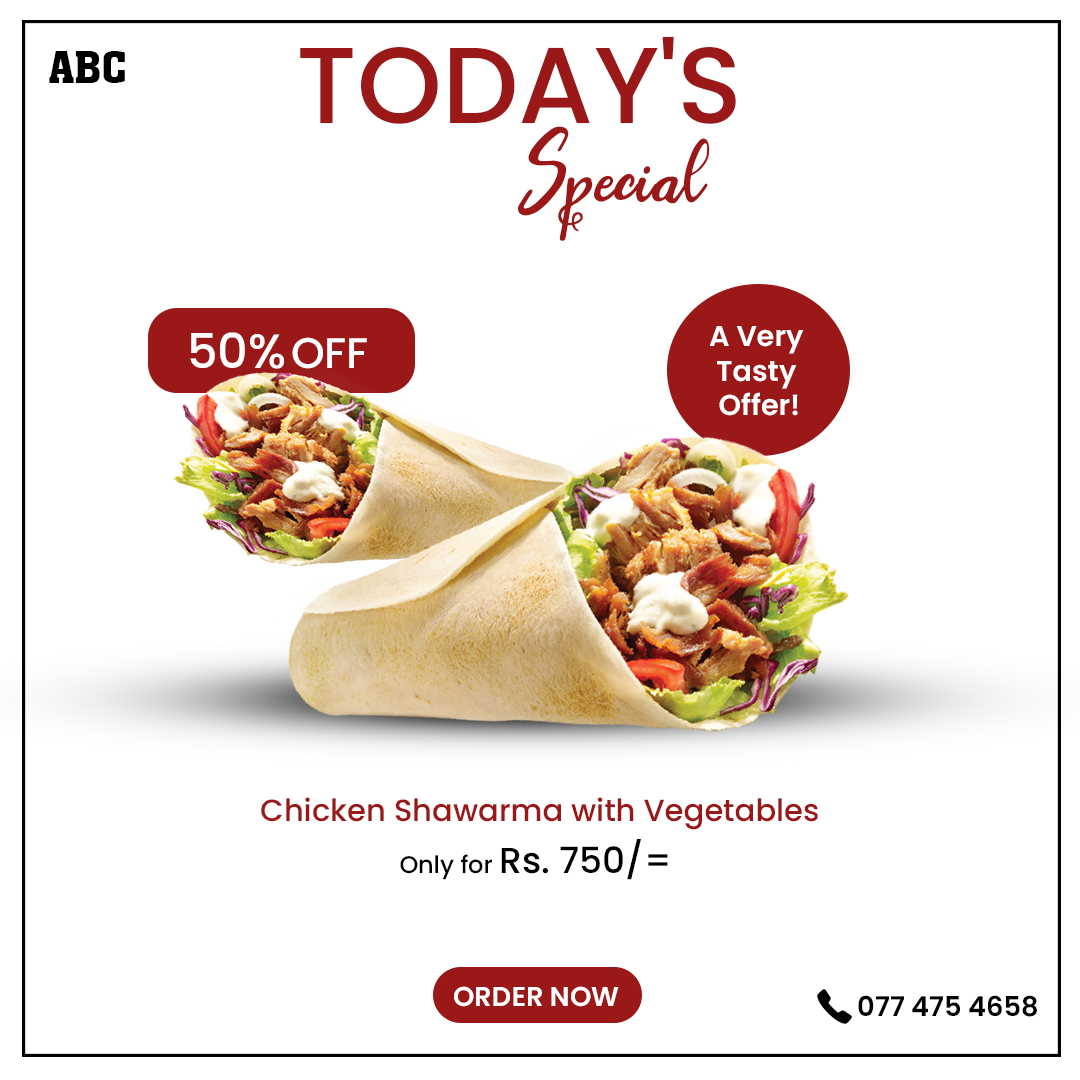 ABC
TODAY'S
Special
50% OFF
A Very
Tasty
Offer!
Chicken Shawarma with Vegetables
Only for Rs. 750/=
ORDER NOW
077 475 4658